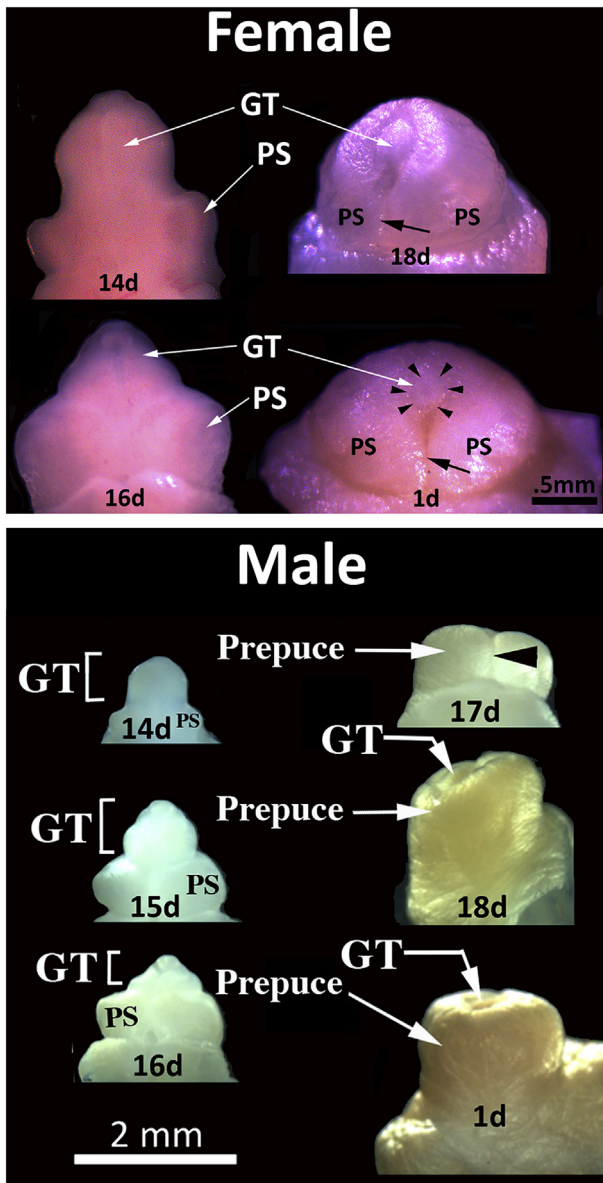 Female
GT
PS
PS
PS
14d
18d
GT
PS
PS
PS
16d
1d
.5mm
Male
GT
14d
PS
Prepuce
17d
GT
Prepuce
GT
PS
15d
18d
GT
PS
16d
GT
Prepuce
1d
2 mm